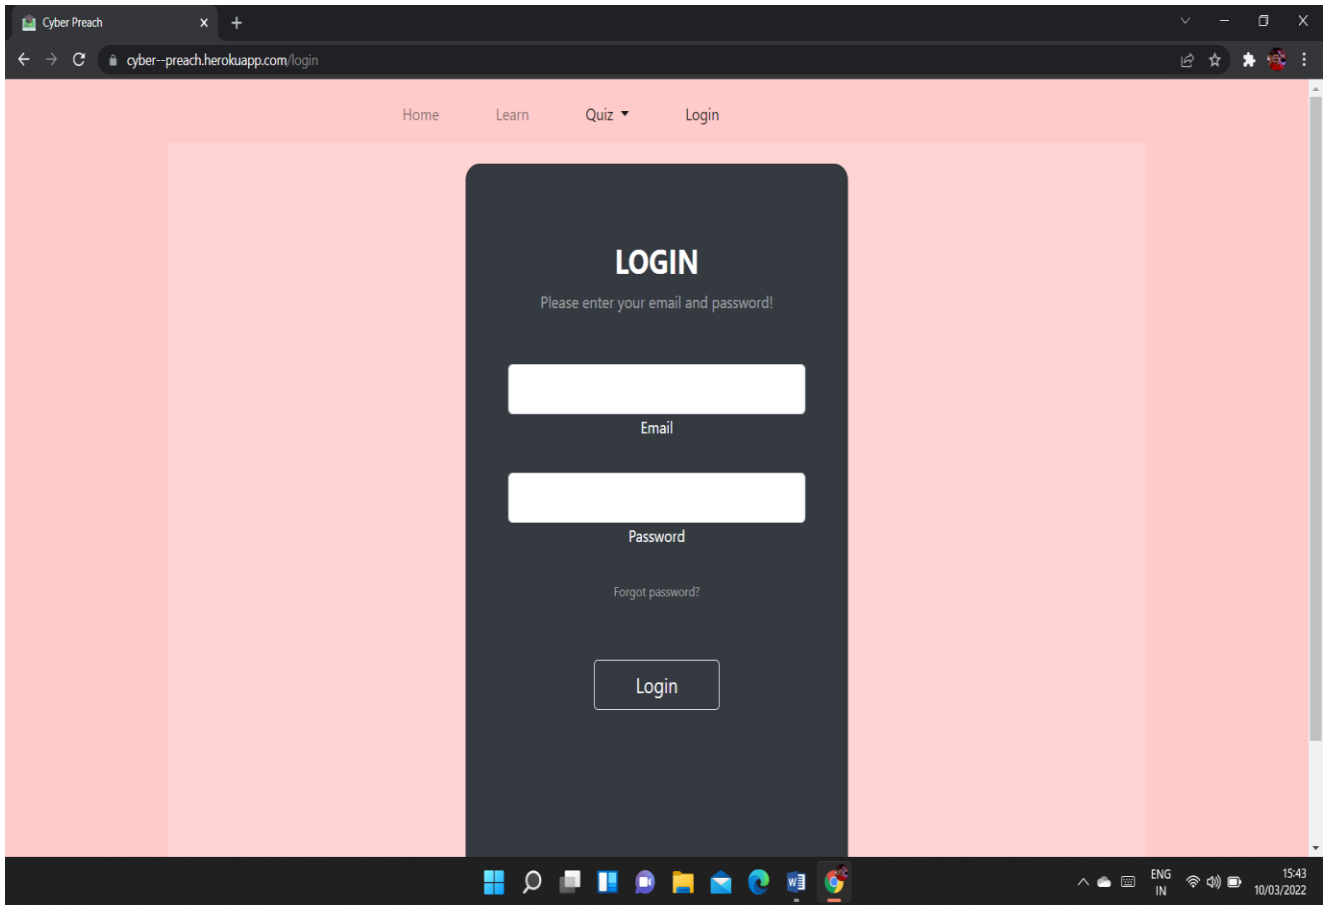 Cyber Preach
cyber--preach.herokuapp.com/login
Home Learn Quiz Login
LOGIN
Please enter your email and password!
Email
Password
Forgot password?
Login
ENG
IN
15:43
10/03/2022